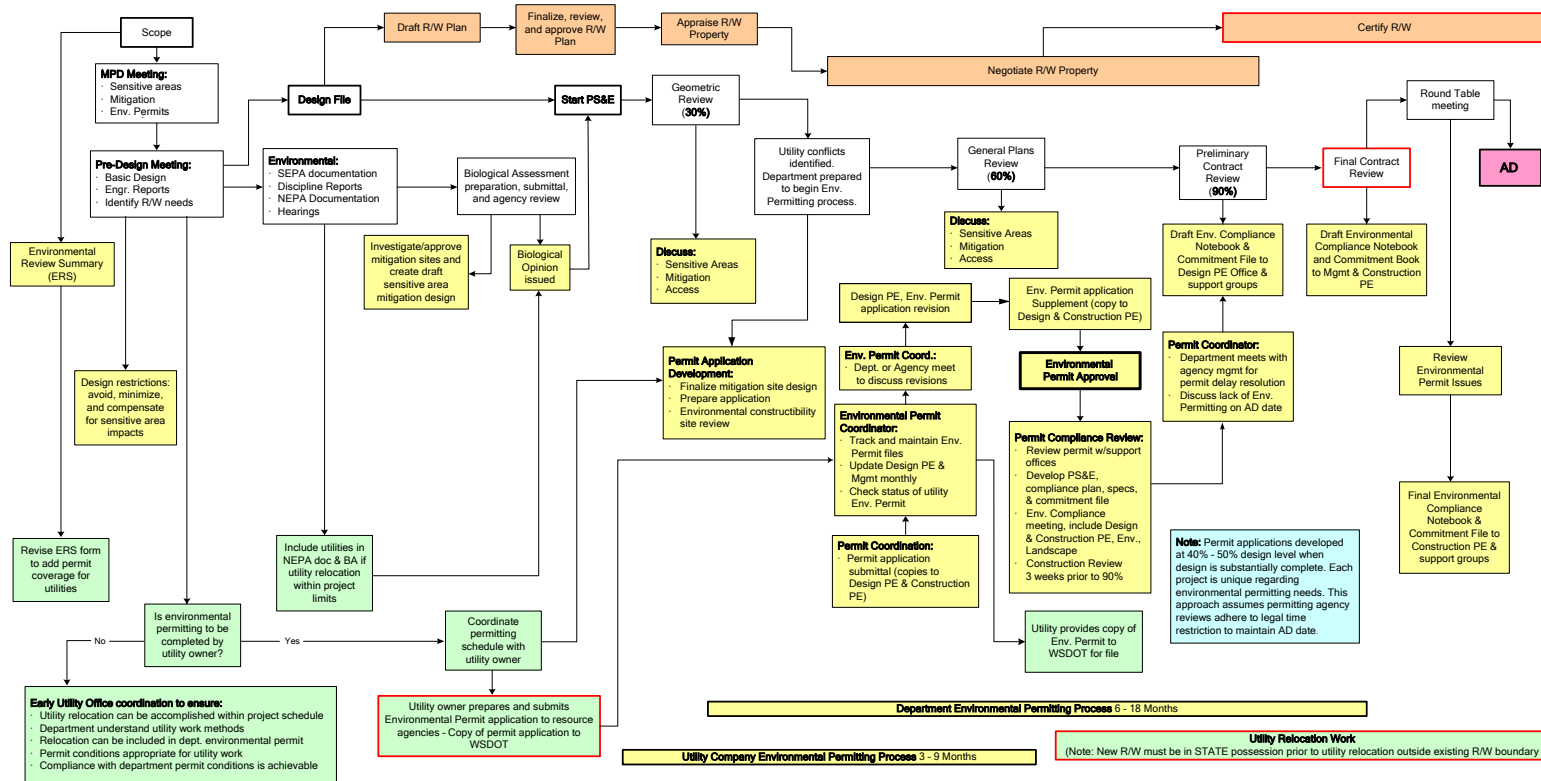 Scope
MPD Meeting:
· Sensitive areas
· Mitigation
· Env. Permits
Pre-Design Meeting:
· Basic Design
· Engr. Reports
· Identify R/W needs
Draft R/W Plan
Finalize, review,
and approve R/W
Plan
Appraise R/W
Property
Negotiate R/W Property
Certify R/W
Design File
Start PS&E
Geometric
Review
(30%)
Environmental:
· SEPA documentation
· Discipline Reports
· NEPA Documentation
· Hearings
Biological Assessment
preparation, submittal,
and agency review
Utility conflicts
identified.
Department prepared
to begin Env.
Permitting process.
General Plans
Review
(60%)
Preliminary
Contract
Review
(90%)
Final Contract
Review
Round Table
meeting
AD
Environmental
Review Summary
(ERS)
Investigate/approve
mitigation sites and
create draft
sensitive area
mitigation design
Biological
Opinion
issued
Discuss:
· Sensitive Areas
· Mitigation
· Access
Discuss:
· Sensitive Areas
· Mitigation
· Access
Draft Env. Compliance
Notebook &
Commitment File to
Design PE Office &
support groups
Draft Environmental
Compliance Notebook
and Commitment Book
to Mgmt & Construction
PE
Design PE, Env. Permit
application revision
Env. Permit application
Supplement (copy to
Design & Construction PE)
Design restrictions:
avoid, minimize,
and compensate
for sensitive area
impacts
Permit Application
Development:
· Finalize mitigation site design
· Prepare application
· Environmental constructibility
site review
Env. Permit Coord.:
· Dept. or Agency meet
to discuss revisions
Environmental
Permit Approval
Permit Coordinator:
· Department meets with
agency mgmt for
permit delay resolution
· Discuss lack of Env.
Permitting on AD date
Review
Environmental
Permit Issues
Environmental Permit
Coordinator:
· Track and maintain Env.
Permit files
· Update Design PE &
Mgmt monthly
· Check status of utility
Env. Permit
Permit Compliance Review:
· Review permit w/support
offices
· Develop PS&E,
compliance plan, specs,
& commitment file
· Env. Compliance
meeting, include Design
& Construction PE, Env.,
Landscape
· Construction Review
3 weeks prior to 90%
Final Environmental
Compliance
Notebook &
Commitment File to
Construction PE &
support groups
Revise ERS form
to add permit
coverage for
utilities
Include utilities in
NEPA doc & BA if
utility relocation
within project
limits
Permit Coordination:
· Permit application
submittal (copies to
Design PE & Construction
PE)
Note: Permit applications developed
at 40% - 50% design level when
design is substantially complete. Each
project is unique regarding
environmental permitting needs. This
approach assumes permitting agency
reviews adhere to legal time
restriction to maintain AD date.
Is environmental
permitting to be
completed by
utility owner?
No
Yes
Coordinate
permitting
schedule with
utility owner
Utility provides copy of
Env. Permit to
WSDOT for file
Early Utility Office coordination to ensure:
· Utility relocation can be accomplished within project schedule
· Department understand utility work methods
· Relocation can be included in dept. environmental permit
· Permit conditions appropriate for utility work
· Compliance with department permit conditions is achievable
Utility owner prepares and submits
Environmental Permit application to resource
agencies - Copy of permit application to
WSDOT
Department Environmental Permitting Process 6 - 18 Months
Utility Company Environmental Permitting Process 3 - 9 Months
Utility Relocation Work
(Note: New R/W must be in STATE possession prior to utility relocation outside existing R/W boundary